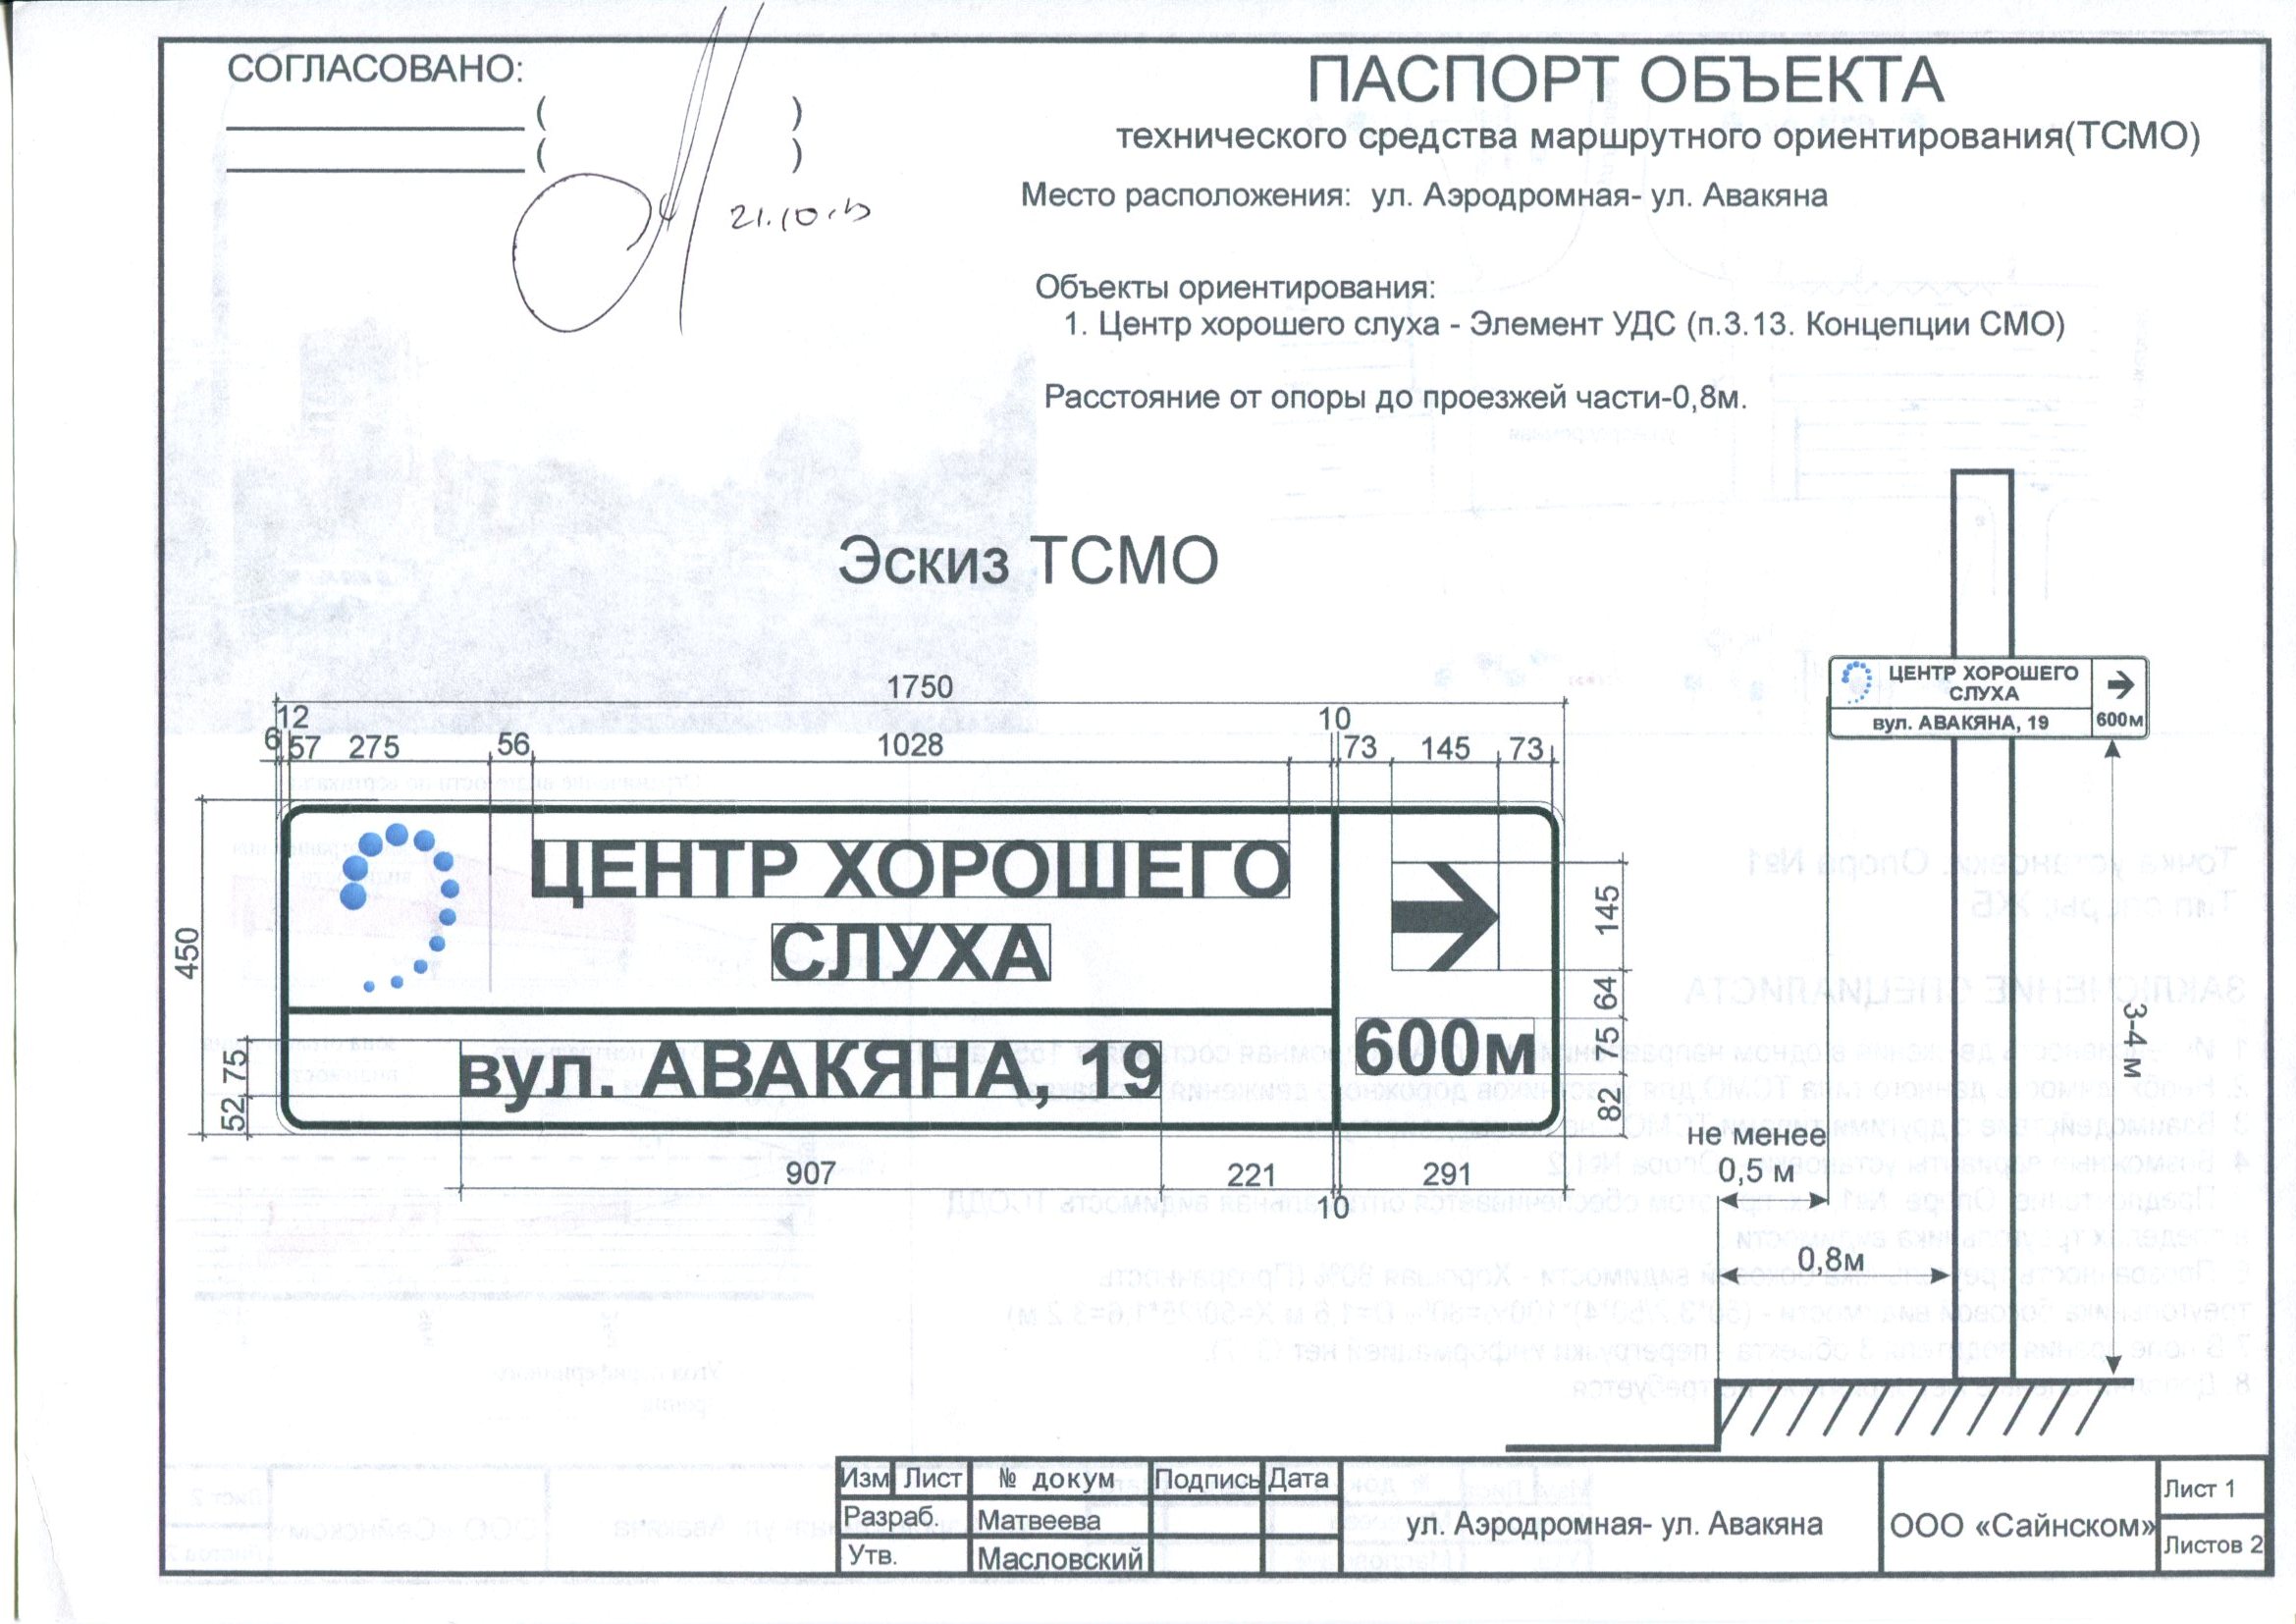 СОГЛАСОВАНО:
( )
( )
21.10.
ПАСПОРТ ОБЪЕКТА
технического средства маршрутного ориентирования(ТСМО)
Место расположения: ул. Аэродромная- ул. Авакяна
Объекты ориентирования:
1. Центр хорошего слуха - Элемент УДС (п.3.13. Концепции СМО)
Расстояние от опоры до проезжей части-0,8м.
Эскиз ТСМО
1750
12
10
6 57 275 56 1028 73 145 73
450
75
52
ЦЕНТР ХОРОШЕГО
СЛУХА
вул. АВАКЯНА, 19
600м
145
64
75
82
907 221 291
10
ЦЕНТР ХОРОШЕГО
СЛУХА
вул. АВАКЯНА, 19
600м
3-4 м
не менее
0,5 м
0,8м
Изм Лист № докум Подпись Дата
Разраб. Матвеева
Утв. Масловский
ул. Аэродромная- ул. Авакяна
ООО «Сайнском»
Лист 1
Листов 2